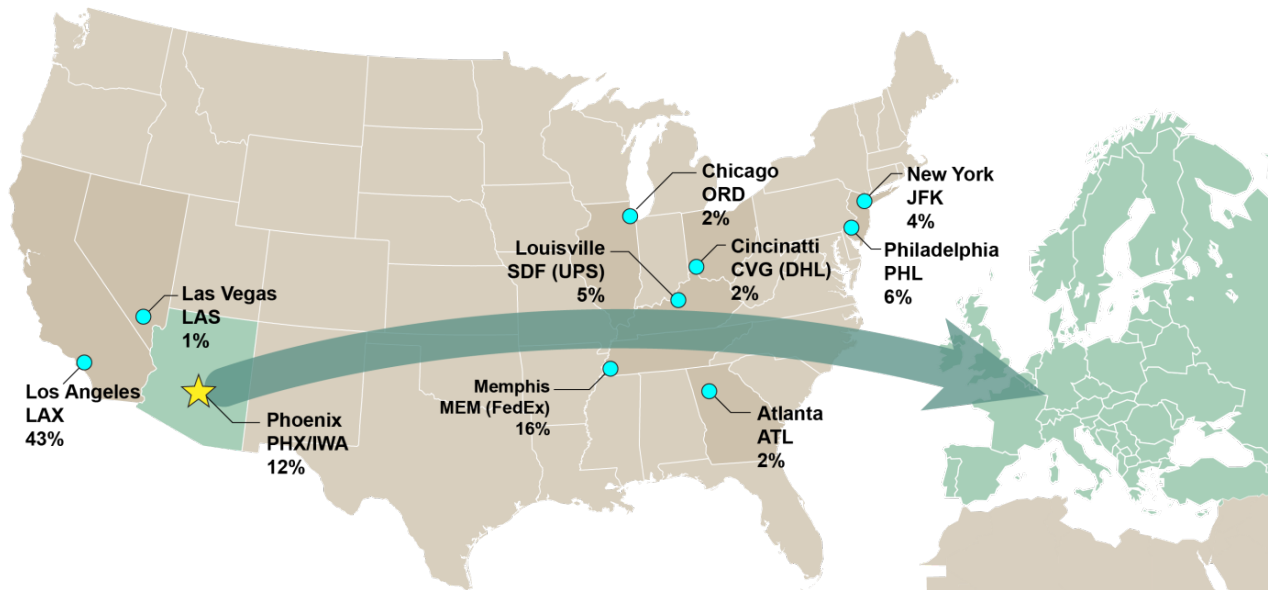 Chicago
ORD
2%
New York
JFK
4%
Louisville
SDF (UPS)
5%
Cincinatti
CVG (DHL)
2%
Philadelphia
PHL
6%
Las Vegas
LAS
1%
Los Angeles
LAX
43%
Phoenix
PHX/IWA
12%
Memphis
MEM (FedEx)
16%
Atlanta
ATL
2%